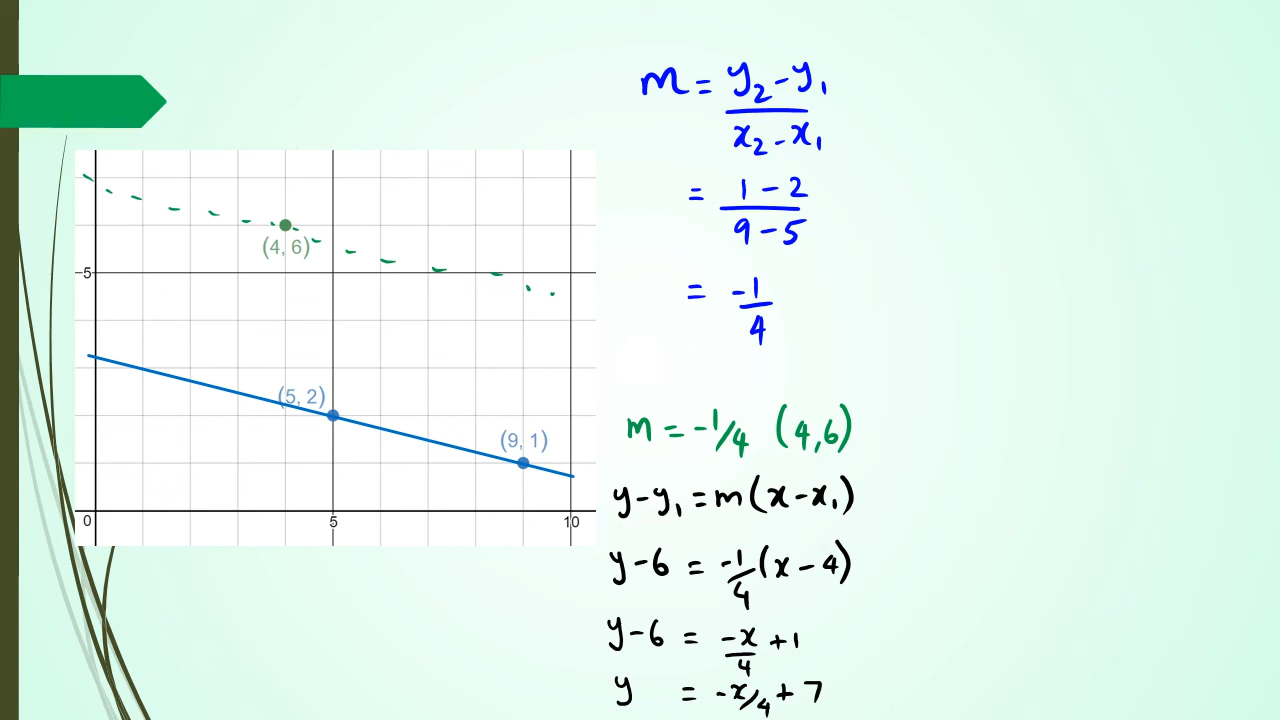 m = y₂ - y₁ / x₂ - x₁
= 1 - 2 / 9 - 5
= -1/4
(4, 6)
5
(5, 2)
(9, 1)
0 5 10
m = -1/4 (4,6)
y - y₁ = m(x - x₁)
y - 6 = -1/4 (x - 4)
y - 6 = -x/4 + 1
y = -x/4 + 7